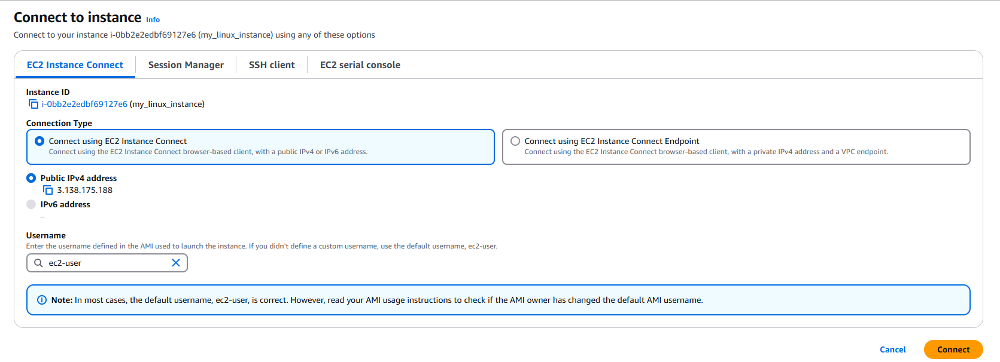 Connect to instance Info
Connect to your instance i-0bb2e2edbf69127e6 (my_linux_instance) using any of these options
EC2 Instance Connect Session Manager SSH client EC2 serial console
Instance ID
i-0bb2e2edbf69127e6 (my_linux_instance)
Connection Type
Connect using EC2 Instance Connect
Connect using the EC2 Instance Connect browser-based client, with a public IPv4 or IPv6 address.
Connect using EC2 Instance Connect Endpoint
Connect using the EC2 Instance Connect browser-based client, with a private IPv4 address and a VPC endpoint.
Public IPv4 address
3.138.175.188
IPv6 address
–
Username
Enter the username defined in the AMI used to launch the instance. If you didn't define a custom username, use the default username, ec2-user.
ec2-user
Note: In most cases, the default username, ec2-user, is correct. However, read your AMI usage instructions to check if the AMI owner has changed the default AMI username.
Cancel Connect